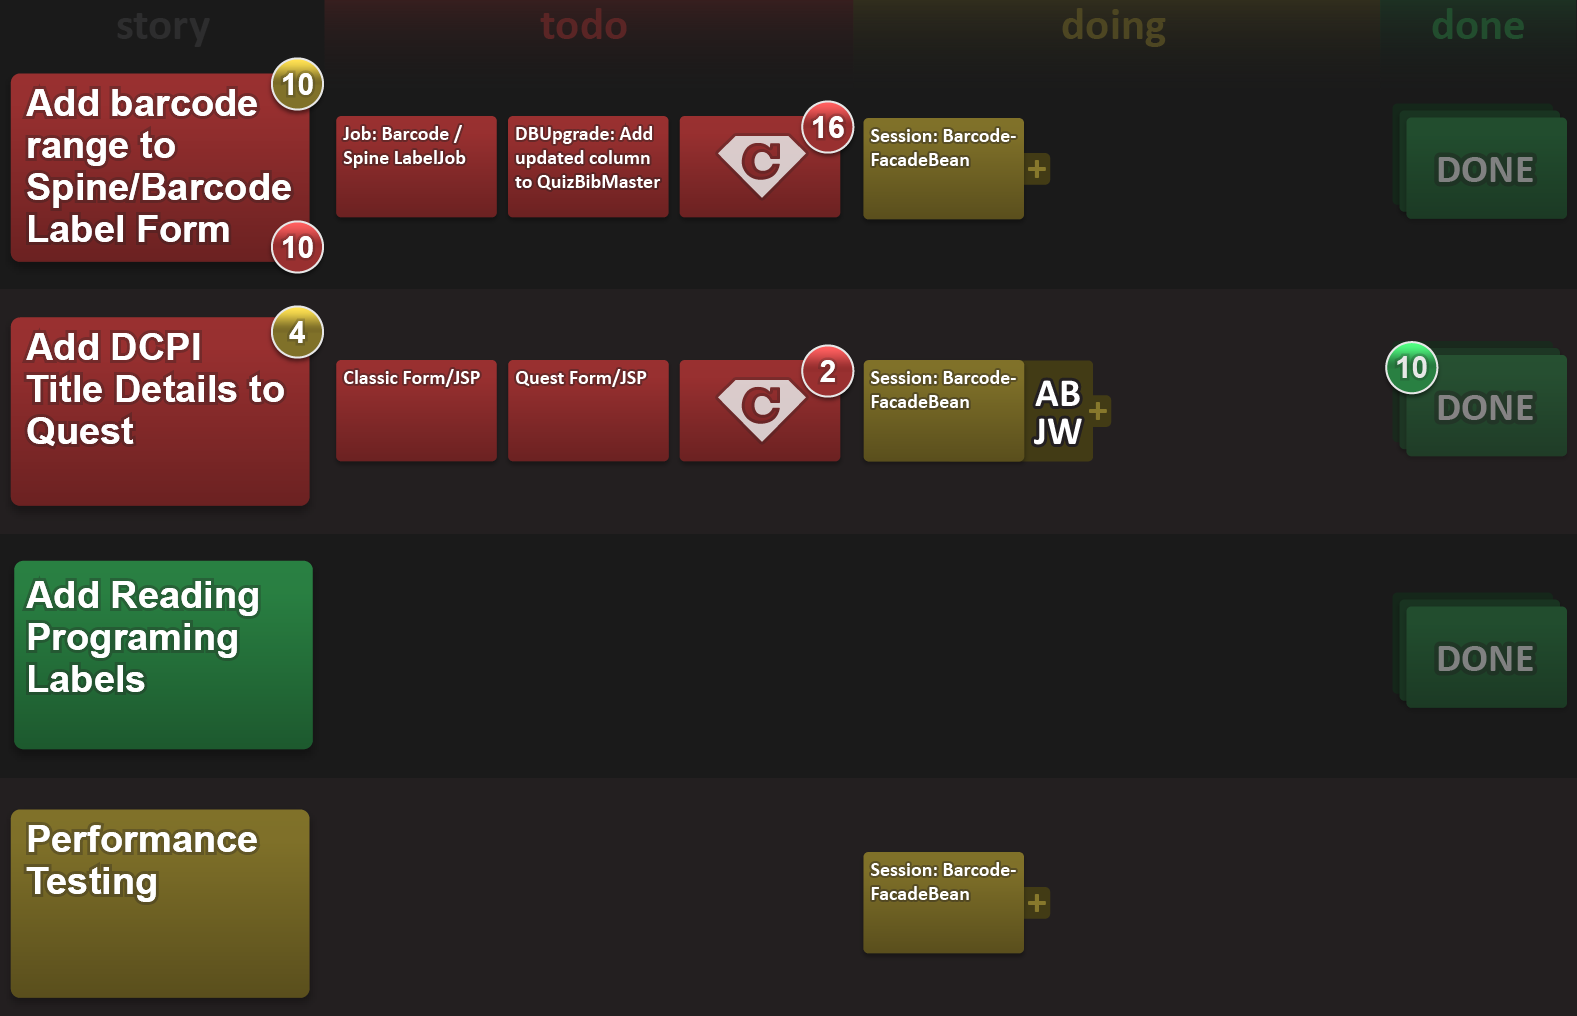 story
todo
doing
done
10
Add barcode
range to
Spine/Barcode
Label Form
10
Job: Barcode /
Spine LabelJob
DBUpgrade: Add
updated column
to QuizBibMaster
16
C
Session: Barcode-
FacadeBean
+
DONE
4
Add DCPI
Title Details to
Quest
Classic Form/JSP
Quest Form/JSP
2
C
Session: Barcode-
FacadeBean
AB
JW
+
10
DONE
Add Reading
Programing
Labels
DONE
Performance
Testing
Session: Barcode-
FacadeBean
+